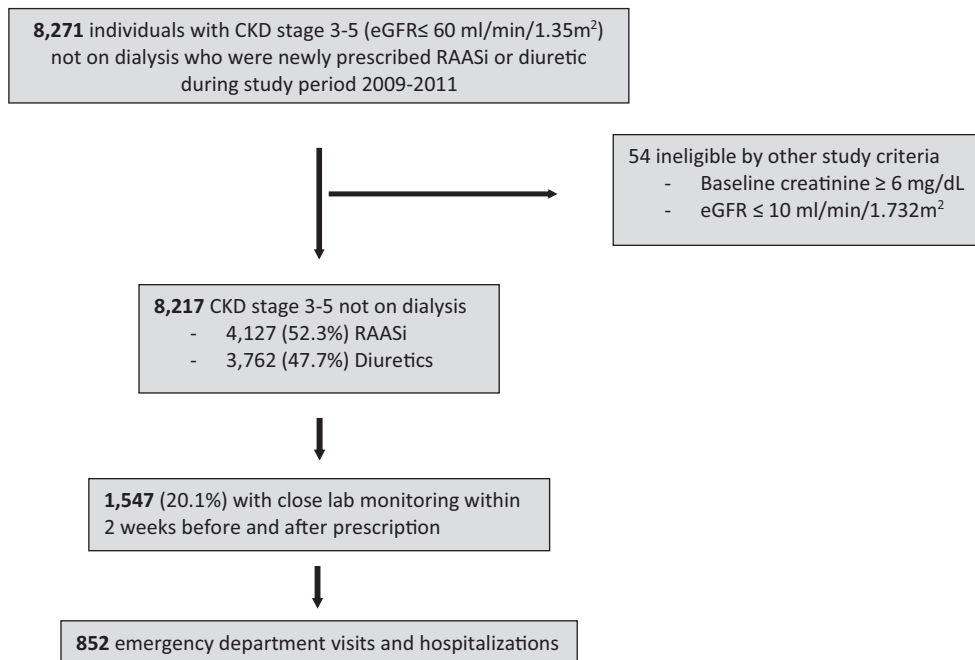 8,271 individuals with CKD stage 3-5 (eGFR≤ 60 ml/min/1.35m²)
not on dialysis who were newly prescribed RAASi or diuretic
during study period 2009-2011
54 ineligible by other study criteria
- Baseline creatinine ≥ 6 mg/dL
- eGFR ≤ 10 ml/min/1.732m²
8,217 CKD stage 3-5 not on dialysis
- 4,127 (52.3%) RAASi
- 3,762 (47.7%) Diuretics
1,547 (20.1%) with close lab monitoring within
2 weeks before and after prescription
852 emergency department visits and hospitalizations